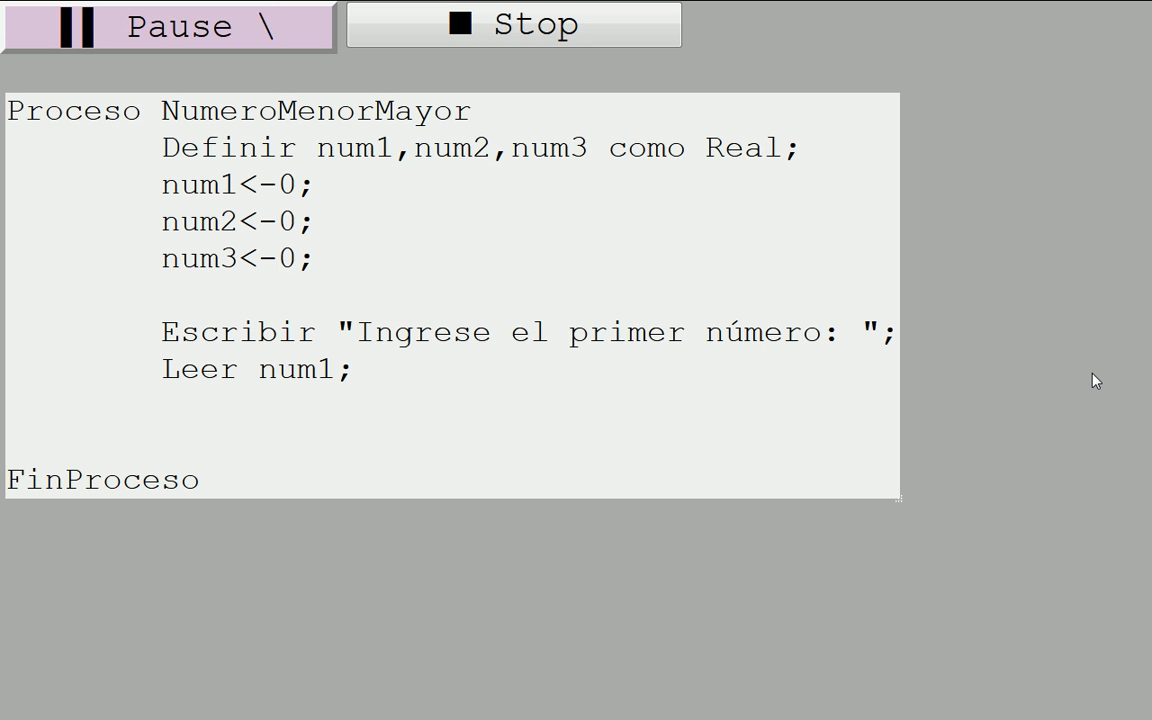 Pause \
Stop
Proceso NumeroMenorMayor
Definir num1,num2,num3 como Real;
num1<-0;
num2<-0;
num3<-0;
Escribir "Ingrese el primer número: ";
Leer num1;
FinProceso